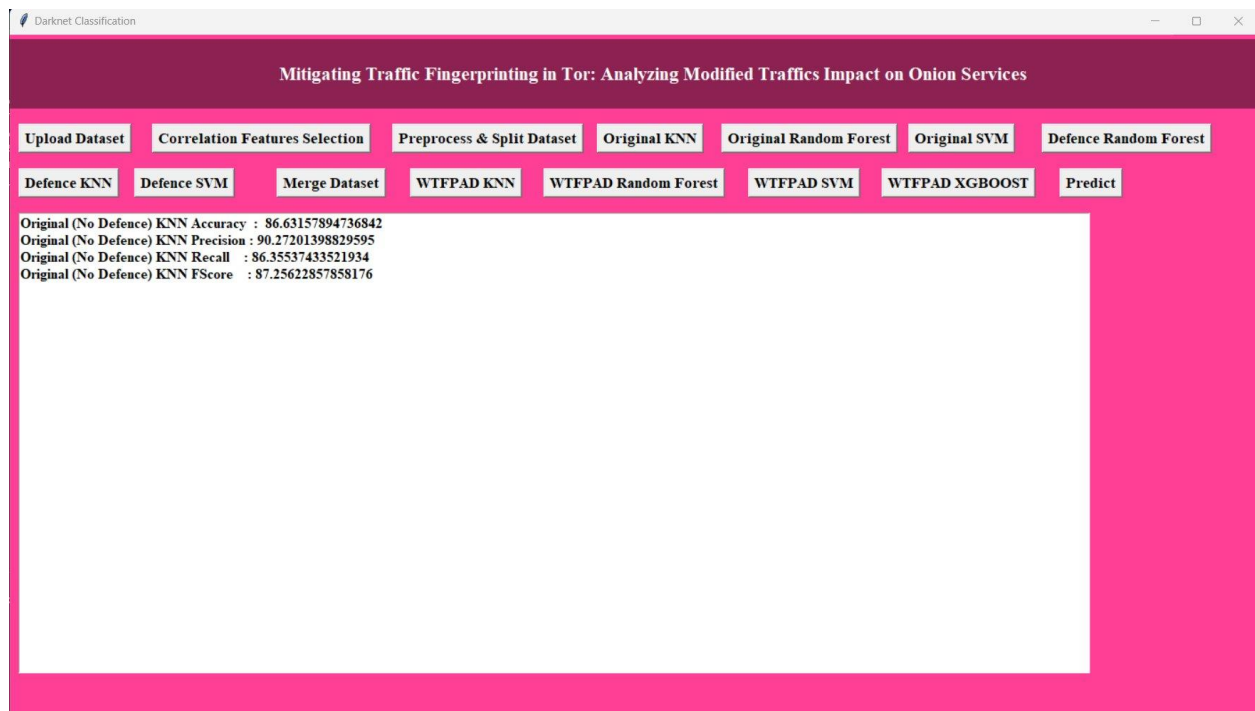 Darknet Classification
Mitigating Traffic Fingerprinting in Tor: Analyzing Modified Traffics Impact on Onion Services
Upload Dataset Correlation Features Selection Preprocess & Split Dataset Original KNN Original Random Forest Original SVM Defence Random Forest
Defence KNN Defence SVM Merge Dataset WTFPAD KNN WTFPAD Random Forest WTFPAD SVM WTFPAD XGBOOST Predict
Original (No Defence) KNN Accuracy : 86.63157894736842
Original (No Defence) KNN Precision : 90.27201398829595
Original (No Defence) KNN Recall : 86.35537433521934
Original (No Defence) KNN FScore : 87.25622857858176